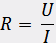 R = U/I